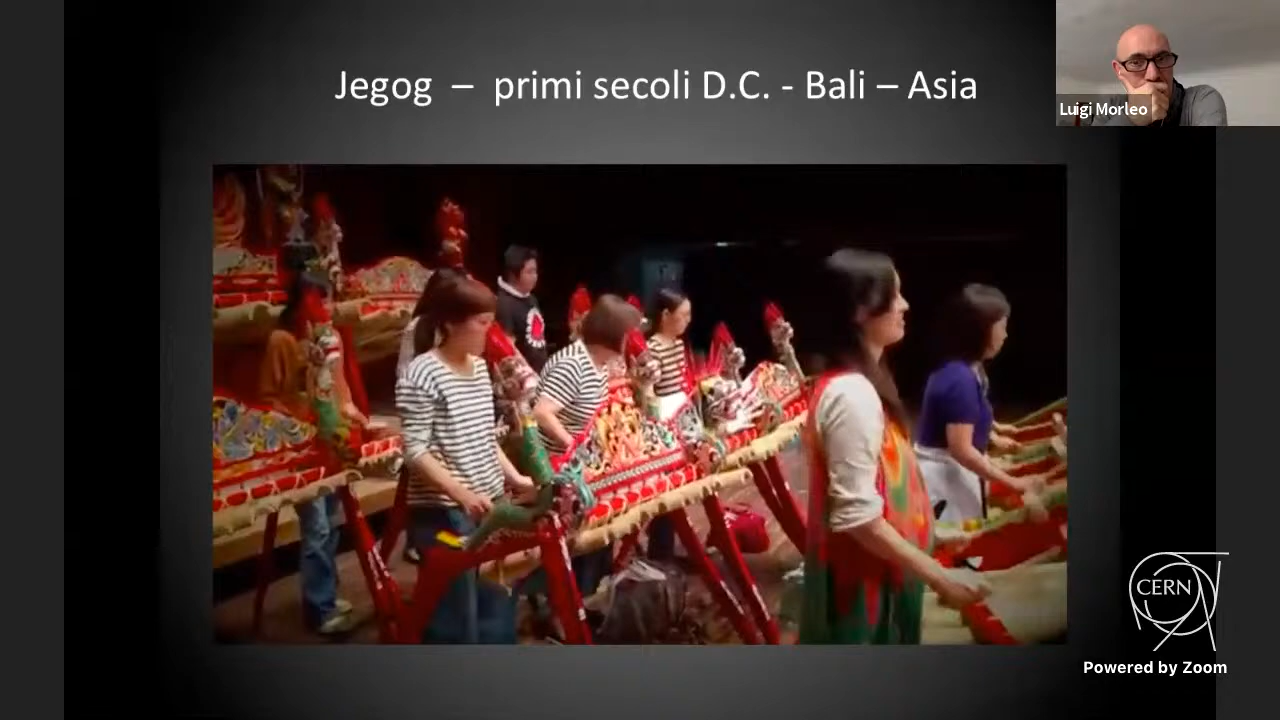 Jegog – primi secoli D.C. - Bali – Asia
Luigi Morleo
CERN
Powered by Zoom